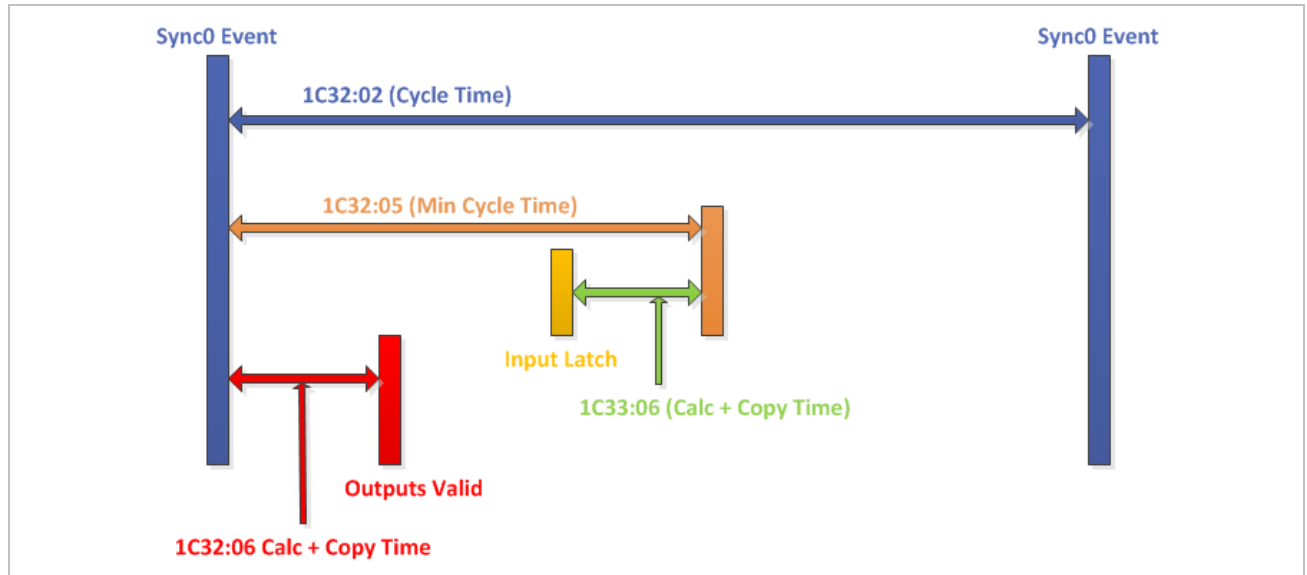 Sync0 Event
Sync0 Event
1C32:02 (Cycle Time)
1C32:05 (Min Cycle Time)
Input Latch
1C33:06 (Calc + Copy Time)
Outputs Valid
1C32:06 Calc + Copy Time